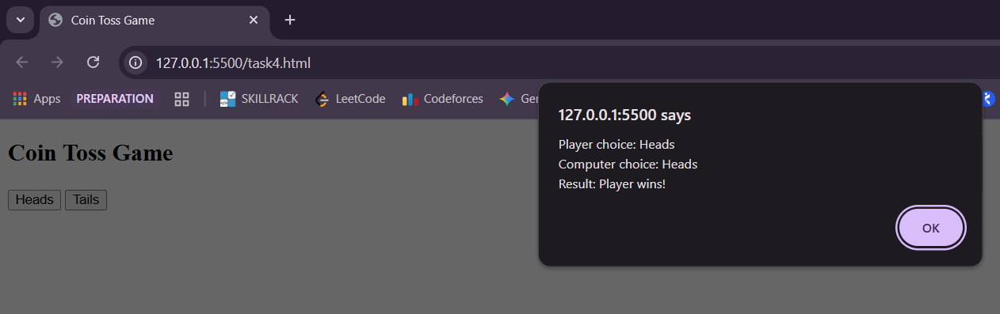 Coin Toss Game
127.0.0.1:5500/task4.html
Apps PREPARATION SKILLRACK LeetCode Codeforces
127.0.0.1:5500 says
Player choice: Heads
Computer choice: Heads
Result: Player wins!
OK
Coin Toss Game
Heads Tails